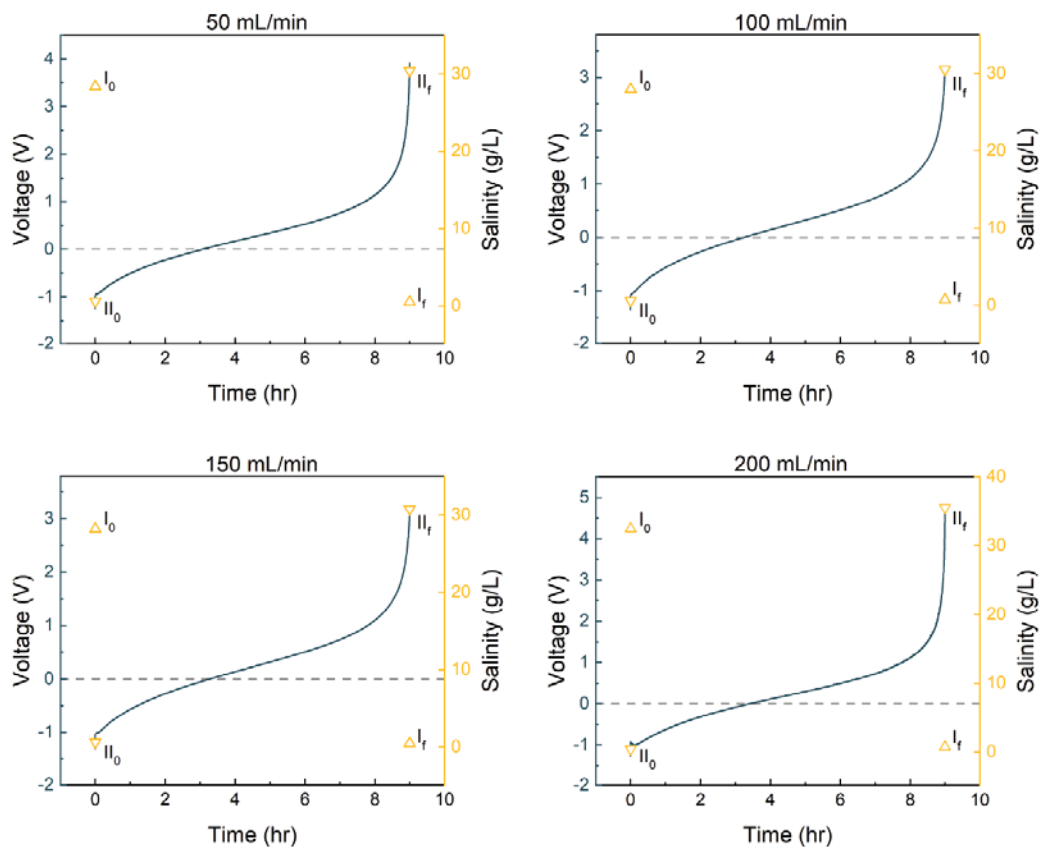 50 mL/min
4
3
2
1
0
-1
-2
Voltage (V)
30
20
10
0
Salinity (g/L)
I0
IIf
II0
If
0 2 4 6 8 10
Time (hr)
100 mL/min
3
2
1
0
-1
-2
Voltage (V)
30
20
10
0
Salinity (g/L)
I0
IIf
II0
If
0 2 4 6 8 10
Time (hr)
150 mL/min
3
2
1
0
-1
-2
Voltage (V)
30
20
10
0
Salinity (g/L)
I0
IIf
II0
If
0 2 4 6 8 10
Time (hr)
200 mL/min
5
4
3
2
1
0
-1
-2
Voltage (V)
40
30
20
10
0
Salinity (g/L)
I0
IIf
II0
If
0 2 4 6 8 10
Time (hr)